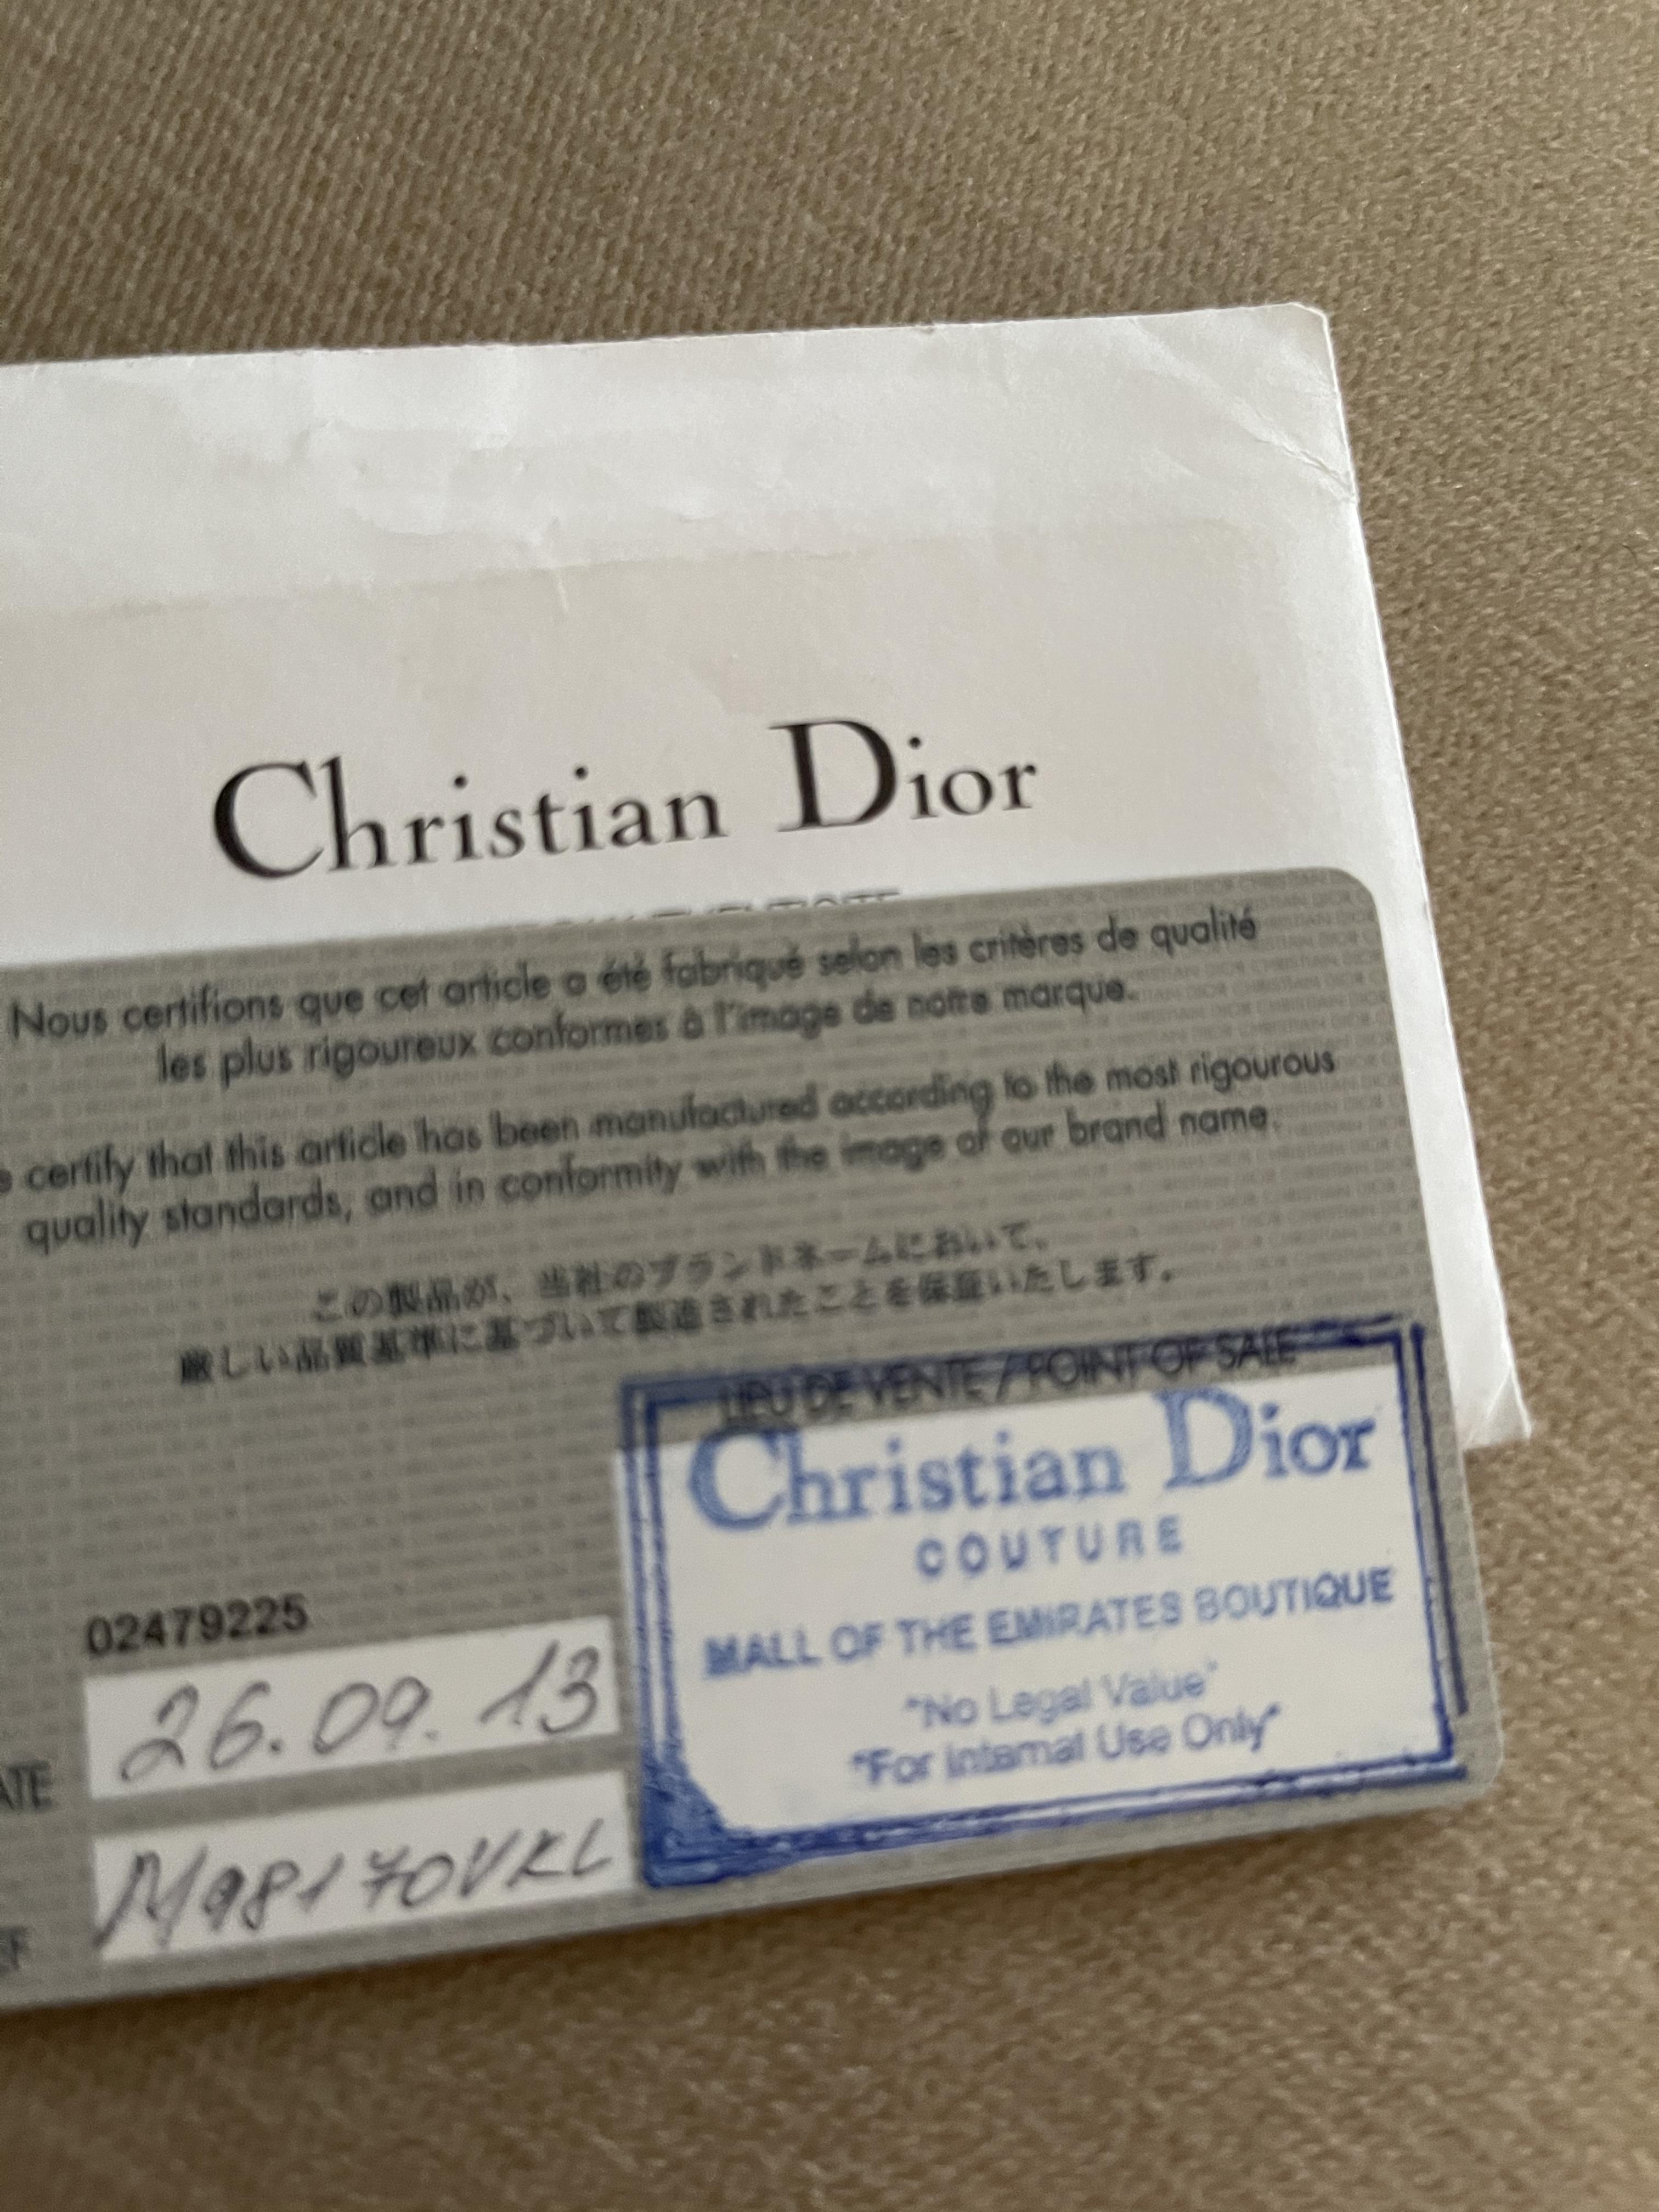 Christian Dior
Nous certifions que cet article a été fabriqué selon les critères de qualité
les plus rigoureux conformes à l'image de notre marque.
certify that this article has been manufactured according to the most rigourous
quality standards, and in conformity with the image of our brand name.
この製品が、当社のブランドネームにおいて、
厳しい品質基準に基づいて製造されたことを保証いたします。
LIEU DE VENTE / POINT OF SALE
Christian Dior
COUTURE
MALL OF THE EMIRATES BOUTIQUE
"No Legal Value"
"For Internal Use Only"
02479225
26.09.13
M98170VKL